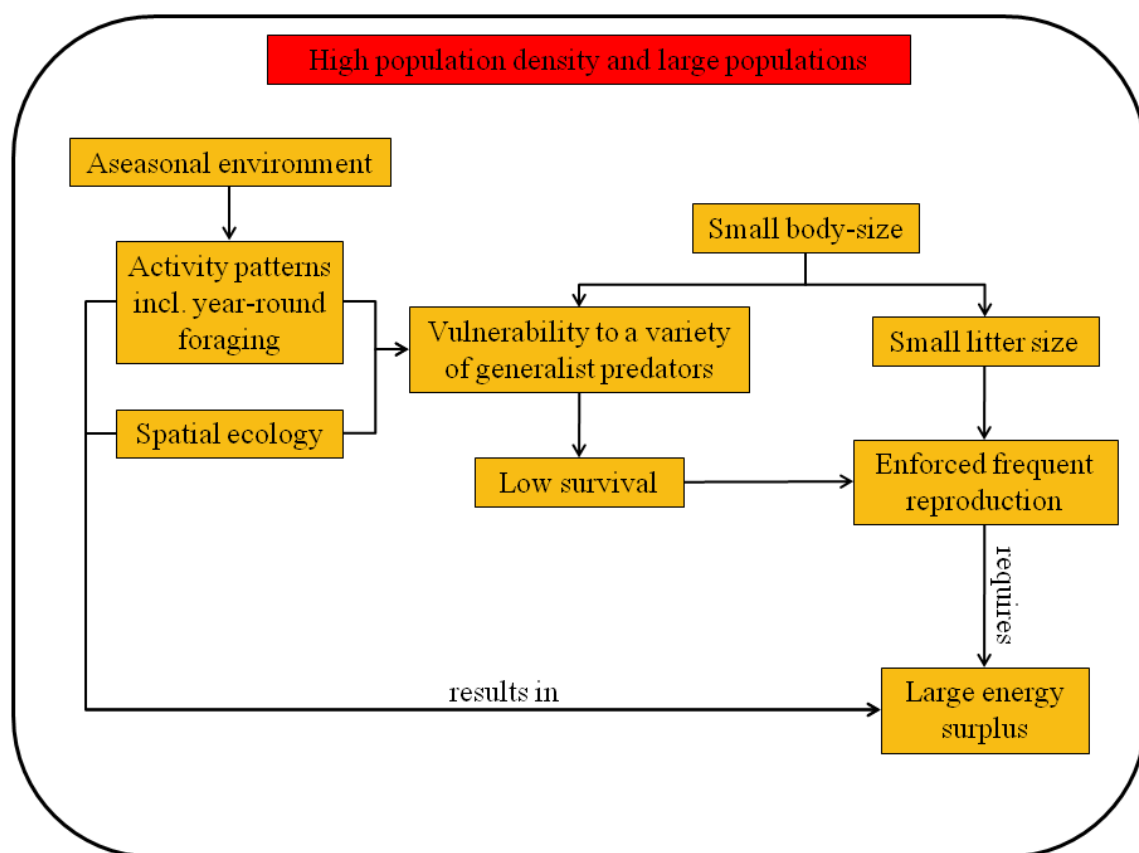 High population density and large populations
Aseasonal environment
Activity patterns
incl. year-round
foraging
Spatial ecology
Small body-size
Vulnerability to a variety
of generalist predators
Small litter size
Low survival
Enforced frequent
reproduction
requires
results in
Large energy
surplus